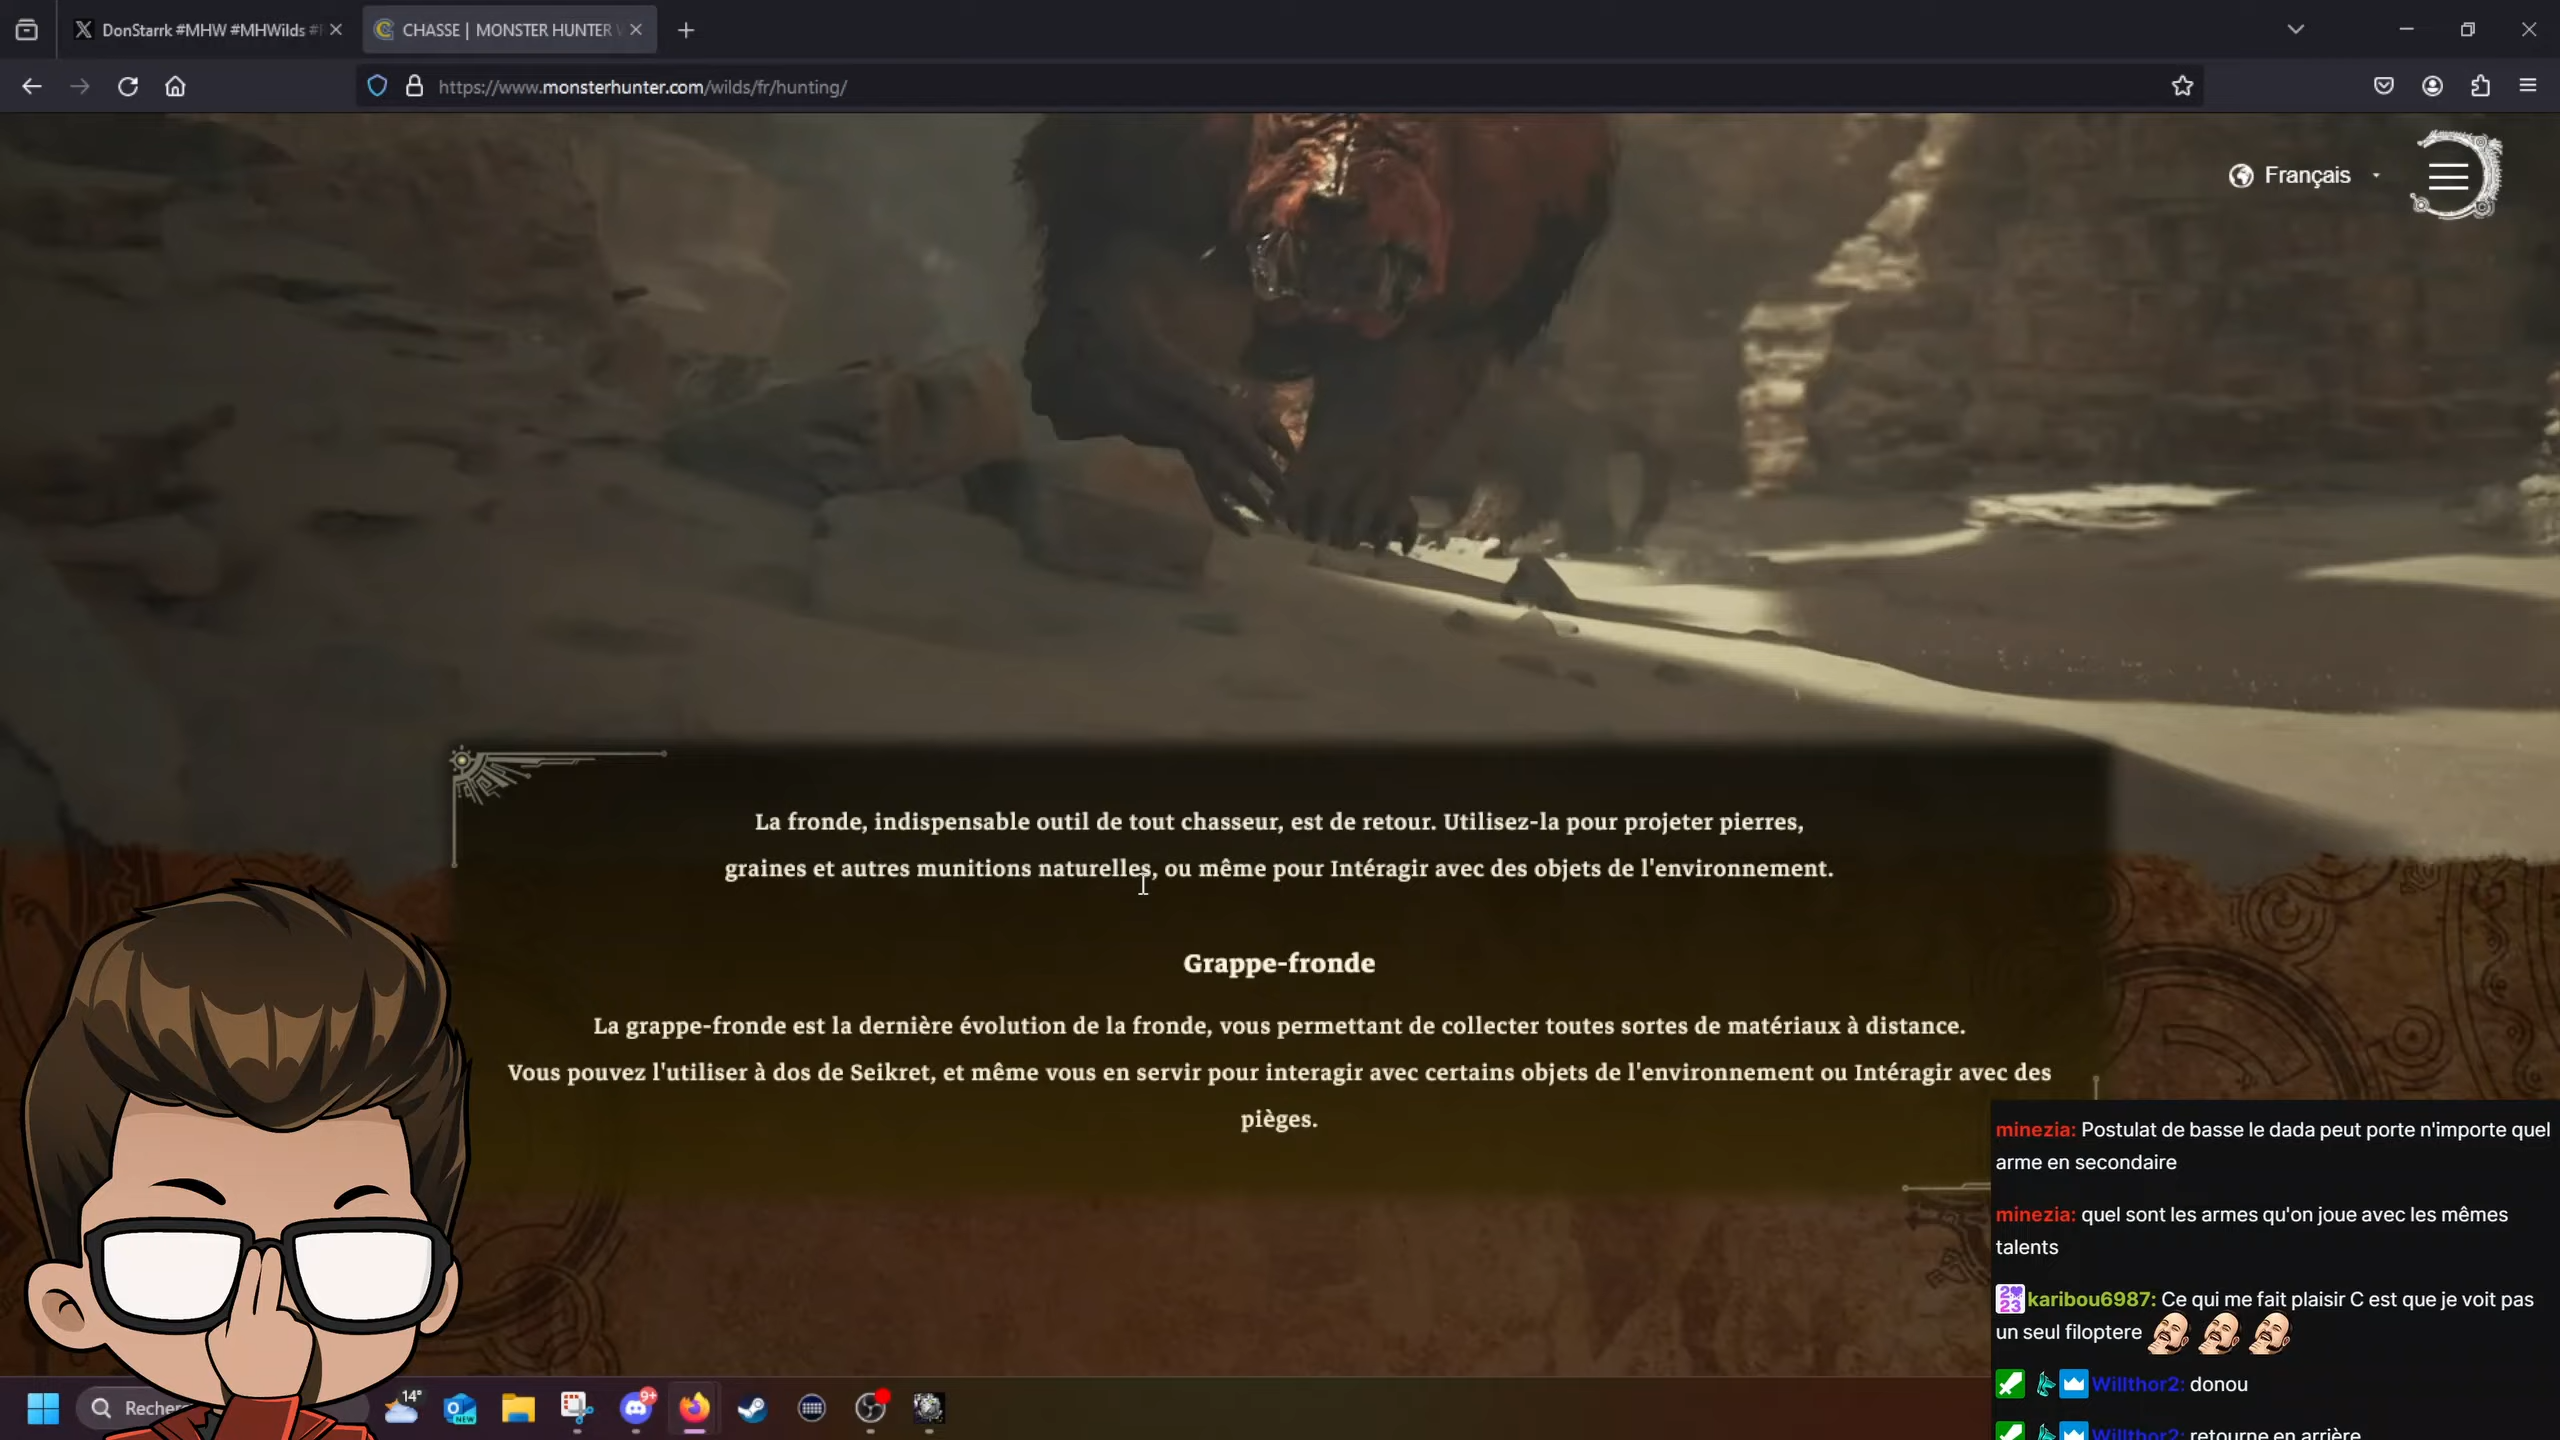 DonStarrk #MHW #MHWilds #
CHASSE | MONSTER HUNTER
https://www.monsterhunter.com/wilds/fr/hunting/
Français
La fronde, indispensable outil de tout chasseur, est de retour. Utilisez-la pour projeter pierres,
graines et autres munitions naturelles, ou même pour Intéragir avec des objets de l'environnement.
Grappe-fronde
La grappe-fronde est la dernière évolution de la fronde, vous permettant de collecter toutes sortes de matériaux à distance.
Vous pouvez l'utiliser à dos de Seikret, et même vous en servir pour interagir avec certains objets de l'environnement ou Intéragir avec des
pièges.
minezia: Postulat de basse le dada peut porte n'importe quel
arme en secondaire
minezia: quel sont les armes qu'on joue avec les mêmes
talents
karibou6987: Ce qui me fait plaisir C est que je voit pas
un seul filoptere
Willthor2: donou
Willthor2: retourne en arrière
Recher
14°
NEW
9+